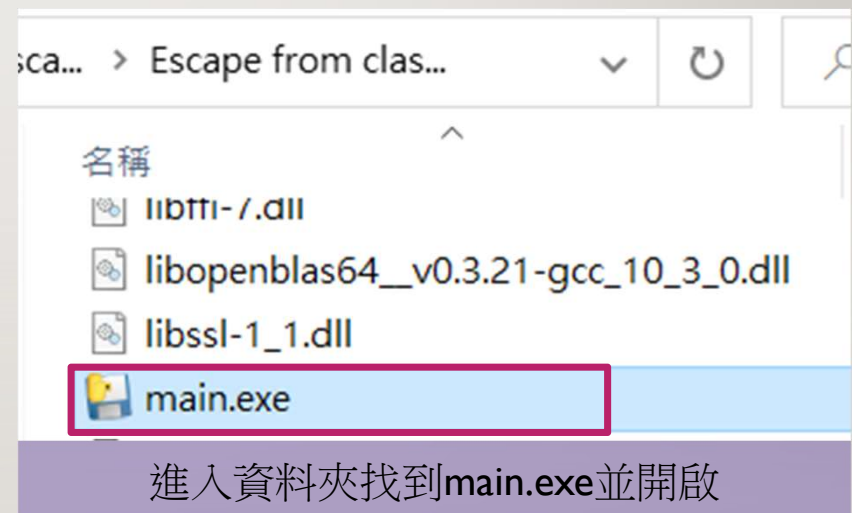 sca... > Escape from clas...
名稱
libffi-7.dll
libopenblas64__v0.3.21-gcc_10_3_0.dll
libssl-1_1.dll
main.exe
進入資料夾找到main.exe並開啟